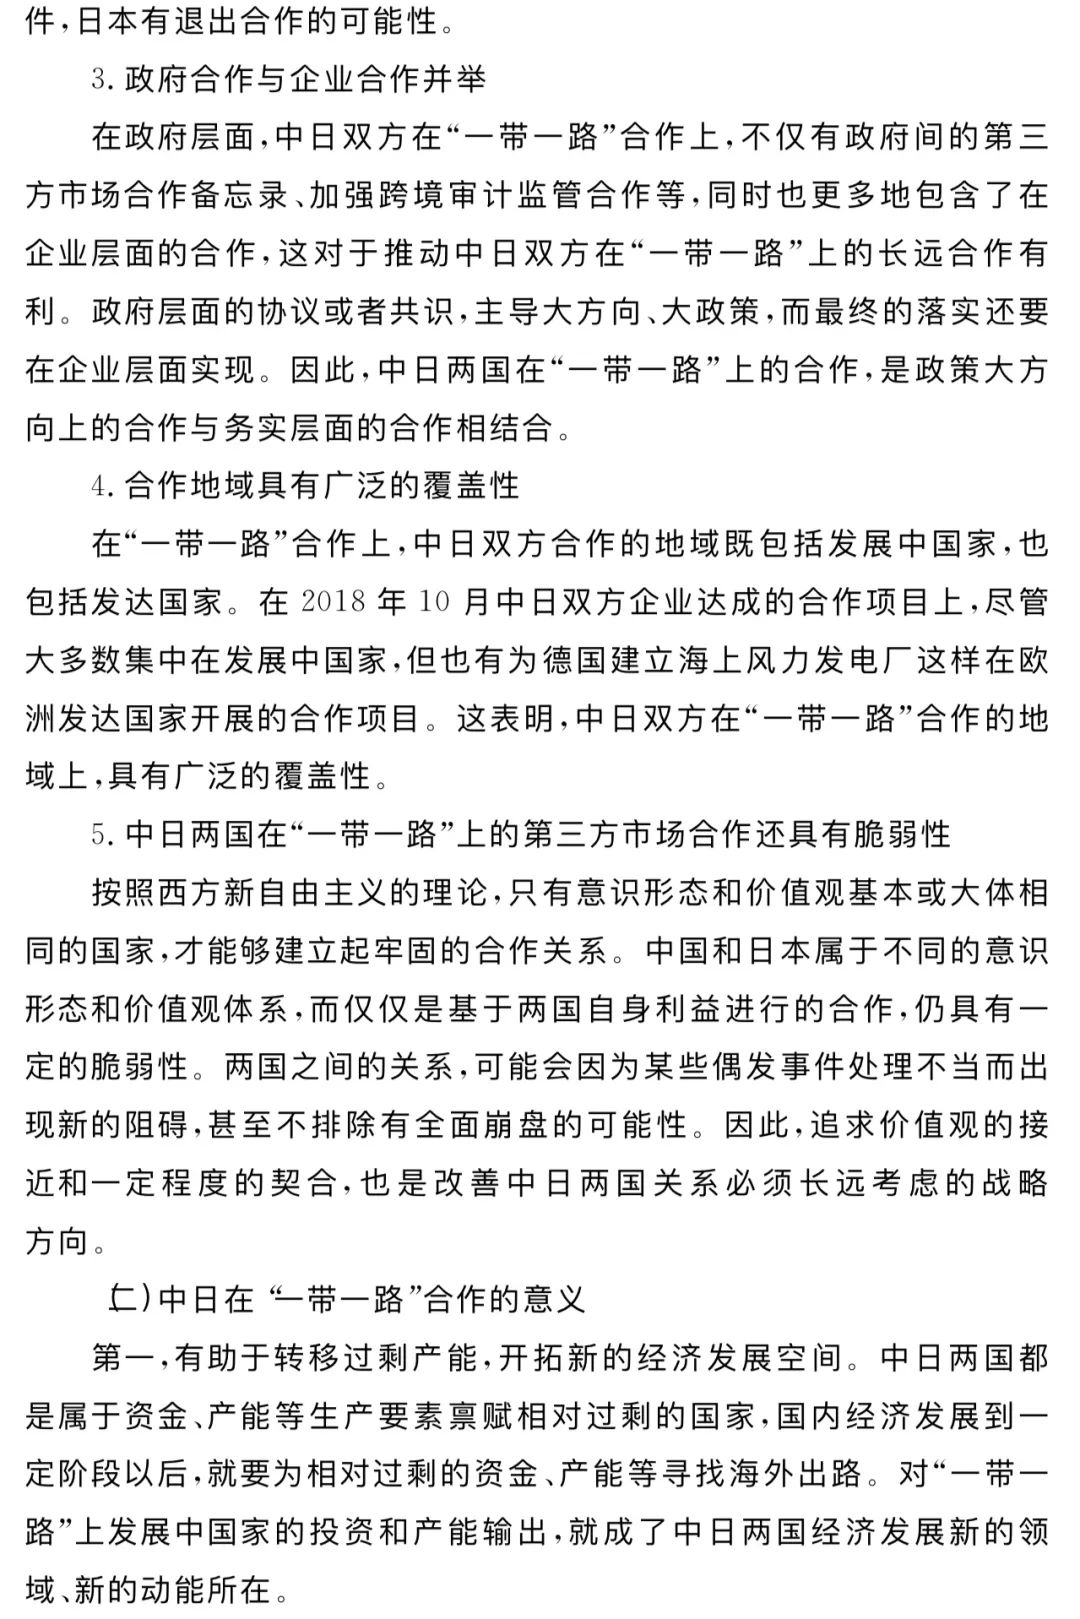 件,日本有退出合作的可能性。
3. 政府合作与企业合作并举
在政府层面,中日双方在“一带一路”合作上,不仅有政府间的第三
方市场合作备忘录、加强跨境审计监管合作等,同时也更多地包含了在
企业层面的合作,这对于推动中日双方在“一带一路”上的长远合作有
利。政府层面的协议或者共识,主导大方向、大政策,而最终的落实还要
在企业层面实现。因此,中日两国在“一带一路”上的合作,是政策大方
向上的合作与务实层面的合作相结合。
4. 合作地域具有广泛的覆盖性
在“一带一路”合作上,中日双方合作的地域既包括发展中国家,也
包括发达国家。在 2018 年 10 月中日双方企业达成的合作项目上,尽管
大多数集中在发展中国家,但也有为德国建立海上风力发电厂这样在欧
洲发达国家开展的合作项目。这表明,中日双方在“一带一路”合作的地
域上,具有广泛的覆盖性。
5. 中日两国在“一带一路”上的第三方市场合作还具有脆弱性
按照西方新自由主义的理论,只有意识形态和价值观基本或大体相
同的国家,才能够建立起牢固的合作关系。中国和日本属于不同的意识
形态和价值观体系,而仅仅是基于两国自身利益进行的合作,仍具有一
定的脆弱性。两国之间的关系,可能会因为某些偶发事件处理不当而出
现新的阻碍,甚至不排除有全面崩盘的可能性。因此,追求价值观的接
近和一定程度的契合,也是改善中日两国关系必须长远考虑的战略
方向。
(二)中日在“一带一路”合作的意义
第一,有助于转移过剩产能,开拓新的经济发展空间。中日两国都
是属于资金、产能等生产要素禀赋相对过剩的国家,国内经济发展到一
定阶段以后,就要为相对过剩的资金、产能等寻找海外出路。对“一带一
路”上发展中国家的投资和产能输出,就成了中日两国经济发展新的领
域、新的动能所在。